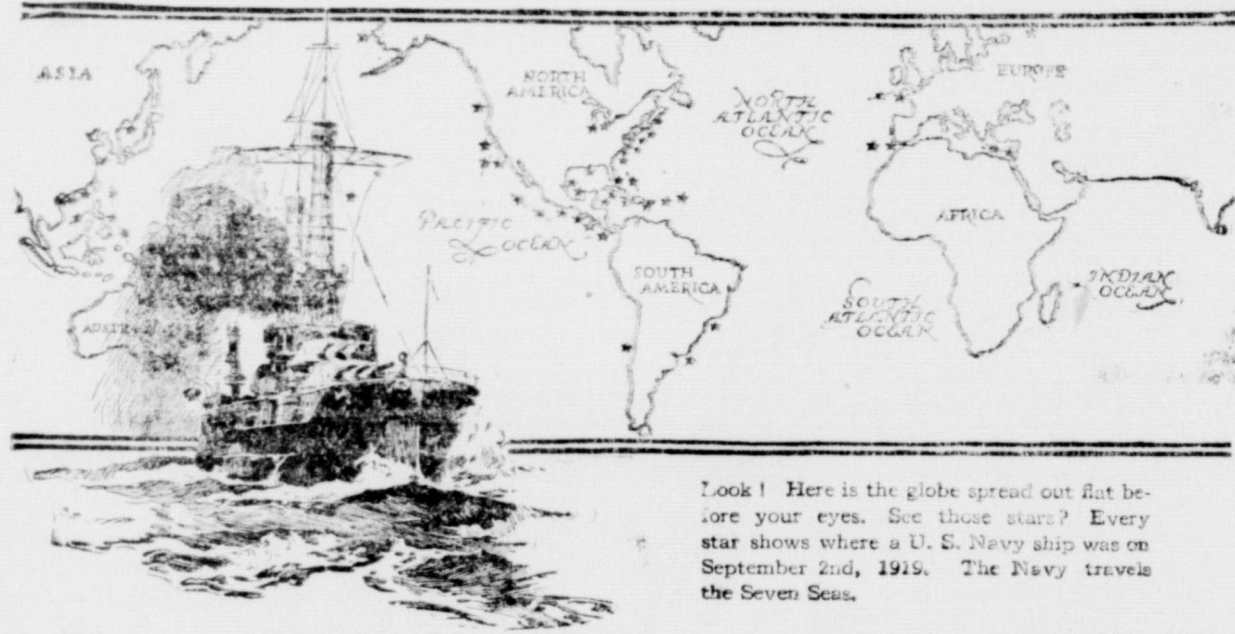 ASIA
NORTH
AMERICA
NORTH
ATLANTIC
OCEAN
EUROPE
PACIFIC
OCEAN
AFRICA
SOUTH
AMERICA
SOUTH
ATLANTIC
OCEAN
INDIAN
OCEAN
AUSTR
Look! Here is the globe spread out flat be-
fore your eyes. See those stars? Every
star shows where a U. S. Navy ship was on
September 2nd, 1919. The Navy travels
the Seven Seas.